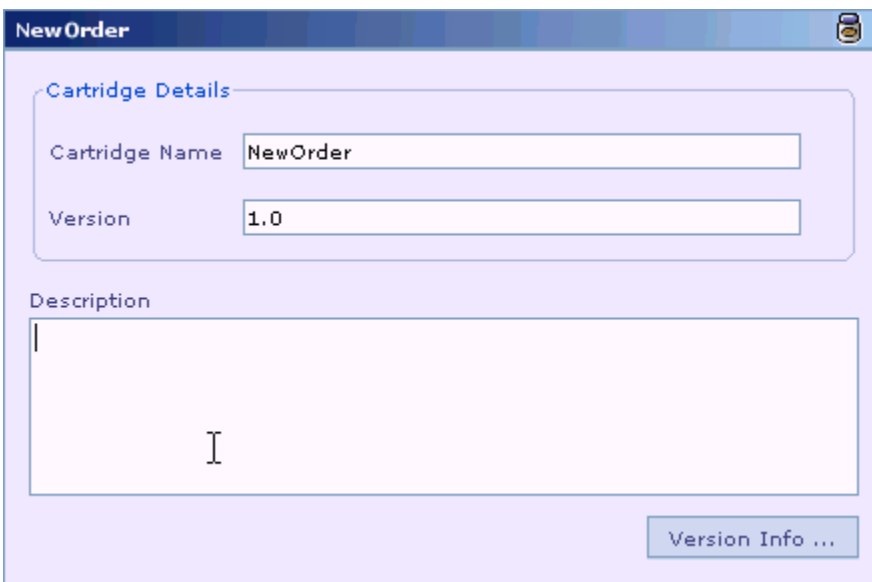 NewOrder
Cartridge Details
Cartridge Name NewOrder
Version 1.0
Description
Version Info ...